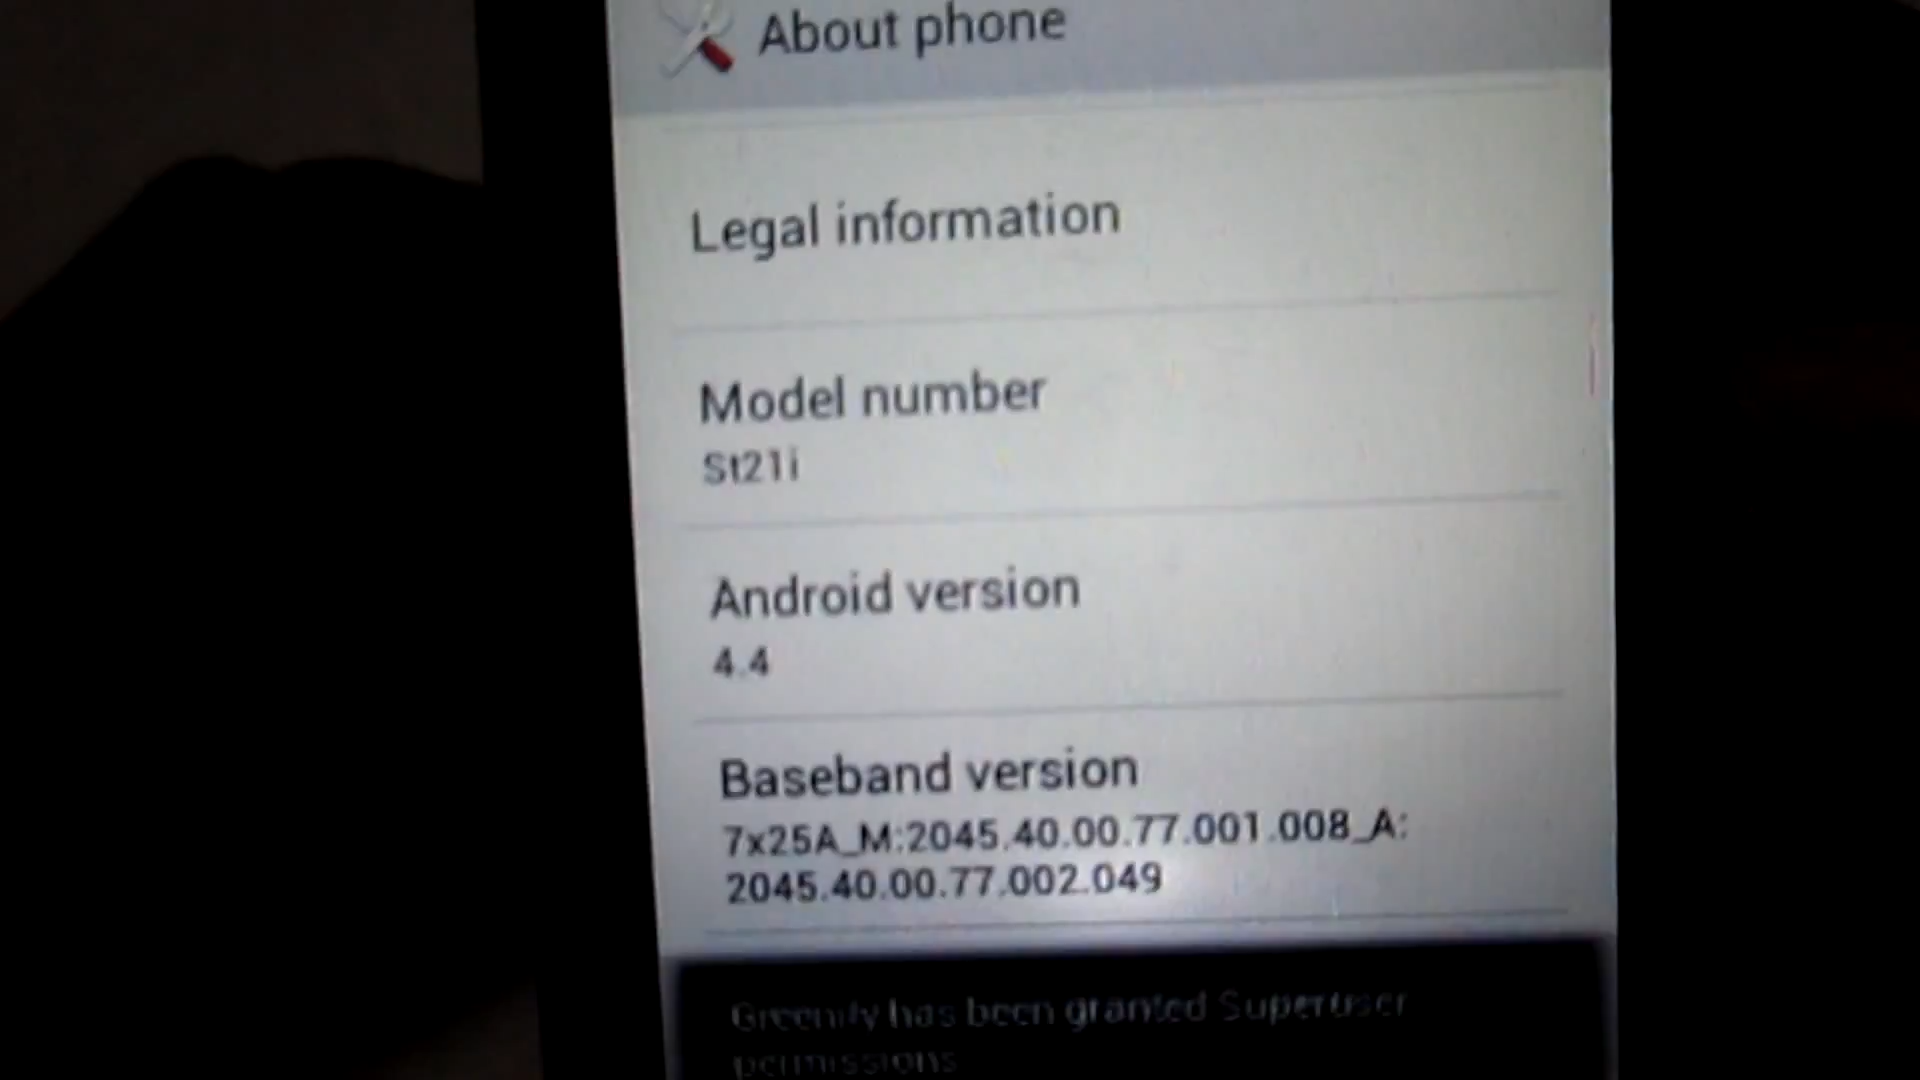 About phone
Legal information
Model number
St21i
Android version
4.4
Baseband version
7x25A_M:2045.40.00.77.001.008_A:
2045.40.00.77.002.049
Greenify has been granted Superuser
permissions